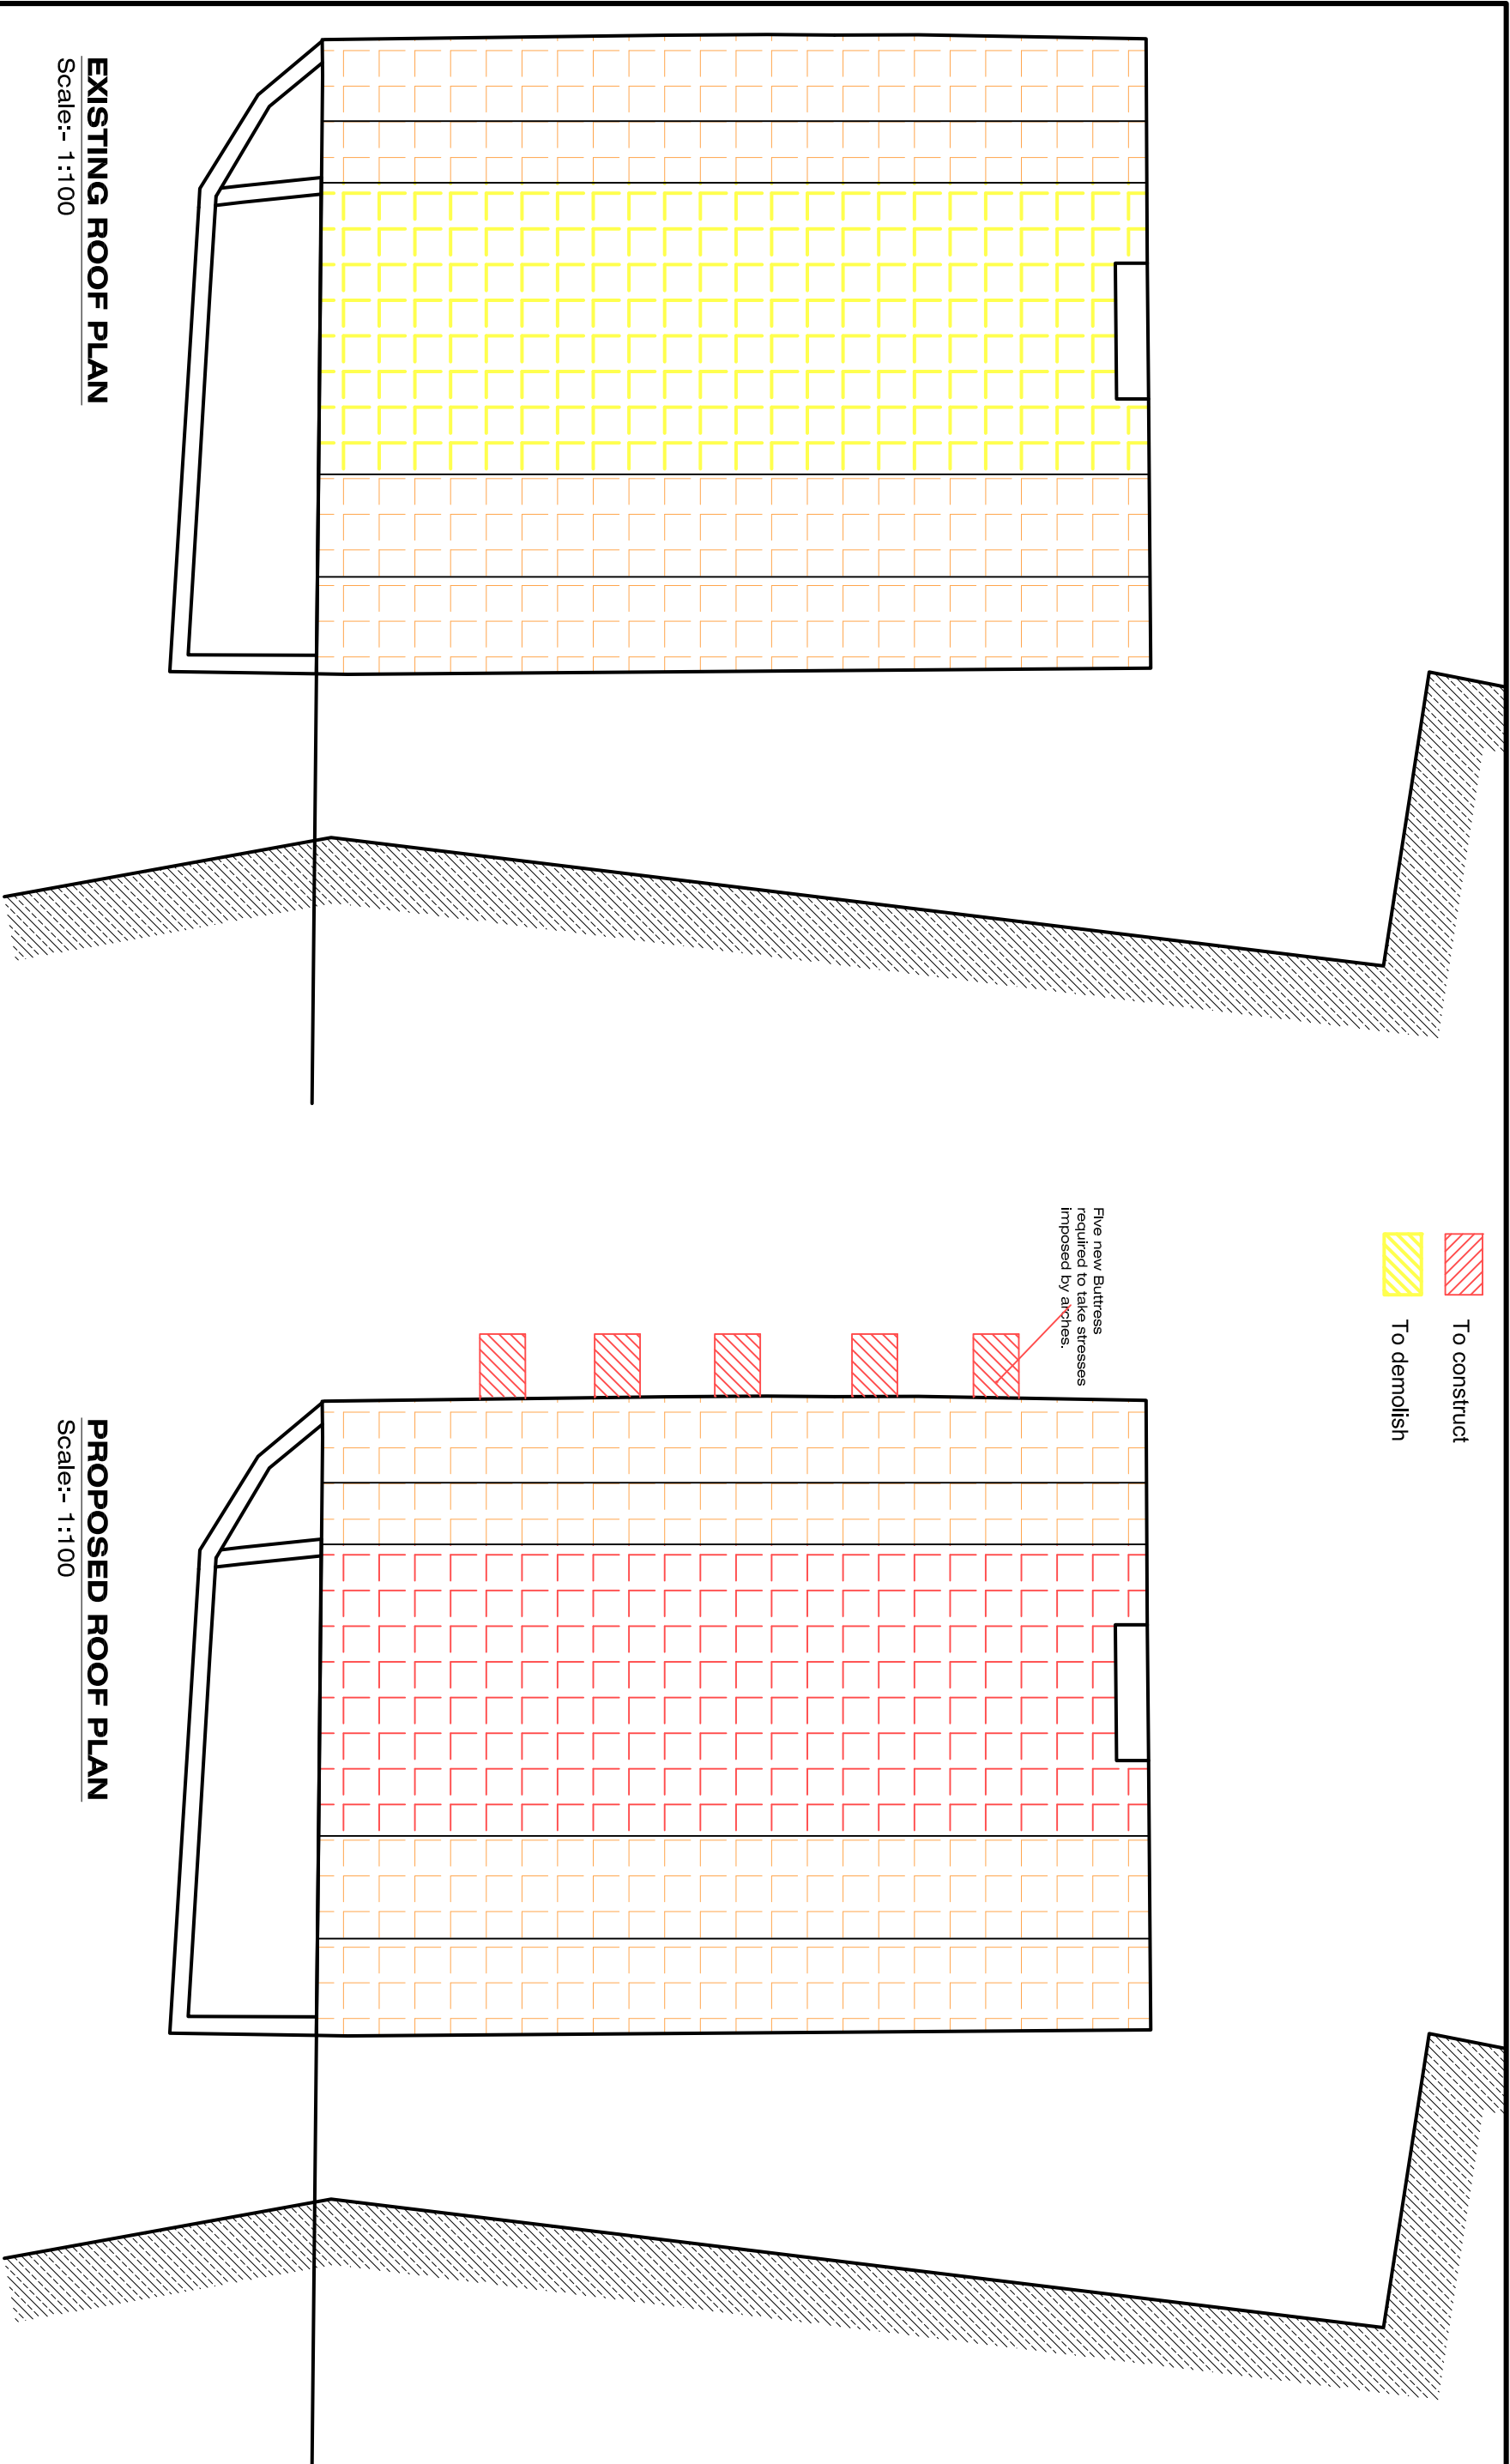 To construct
To demolish
Five new Buttress
required to take stresses
imposed by arches.
EXISTING ROOF PLAN
Scale:- 1:100
PROPOSED ROOF PLAN
Scale:- 1:100